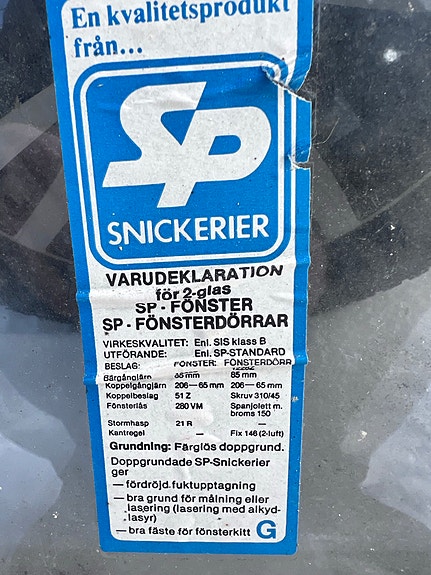 En kvalitetsprodukt
från...
SP
SNICKERIER
VARUDEKLARATION
för 2-glas
SP - FÖNSTER
SP - FÖNSTERDÖRRAR
VIRKESKVALITET: Enl. SIS klass B
UTFÖRANDE: Enl. SP-STANDARD
BESLAG: FÖNSTER: FÖNSTERDÖRR
Bärgånglärn 85 mm 85 mm
Koppelgångjärn 206—65 mm 206—65 mm
Koppelbeslag 51 Z Skruv 310/45
Fönsterlås 280 VM Spanjolett m.
broms 150
Stormhasp 21 R —
Kantregel — Fix 146 (2-luft)
Grundning: Färglös doppgrund.
Doppgrundade SP-Snickerier
ger
— fördröjd fuktupptagning
— bra grund för målning eller
lasering (lasering med alkyd-
lasyr)
— bra fäste för fönsterkitt G